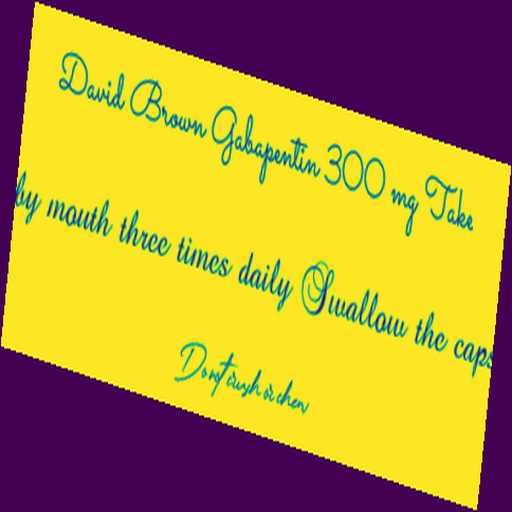 David Brown Gabapentin 300 mg Take
by mouth three times daily Swallow the caps
Don't crush or chew